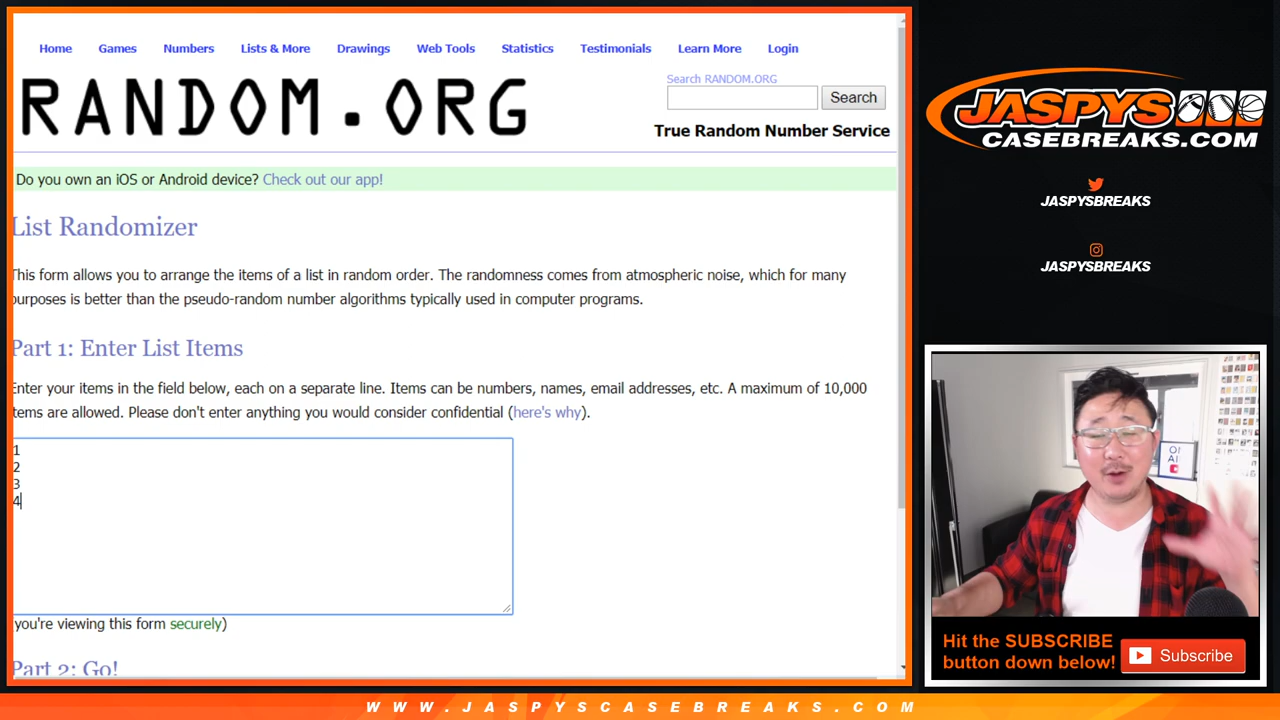 Home Games Numbers Lists & More Drawings Web Tools Statistics Testimonials Learn More Login
RANDOM.ORG
Search RANDOM.ORG
Search
True Random Number Service
Do you own an iOS or Android device? Check out our app!
List Randomizer
This form allows you to arrange the items of a list in random order. The randomness comes from atmospheric noise, which for many
purposes is better than the pseudo-random number algorithms typically used in computer programs.
Part 1: Enter List Items
Enter your items in the field below, each on a separate line. Items can be numbers, names, email addresses, etc. A maximum of 10,000
items are allowed. Please don't enter anything you would consider confidential (here's why).
1
2
3
4
you're viewing this form securely)
Part 2: Go!
JASPYS
CASEBREAKS.COM
JASPYSBREAKS
JASPYSBREAKS
ON
AI
Hit the SUBSCRIBE
button down below!
Subscribe
WWW.JASPYSCASEBREAKS.COM